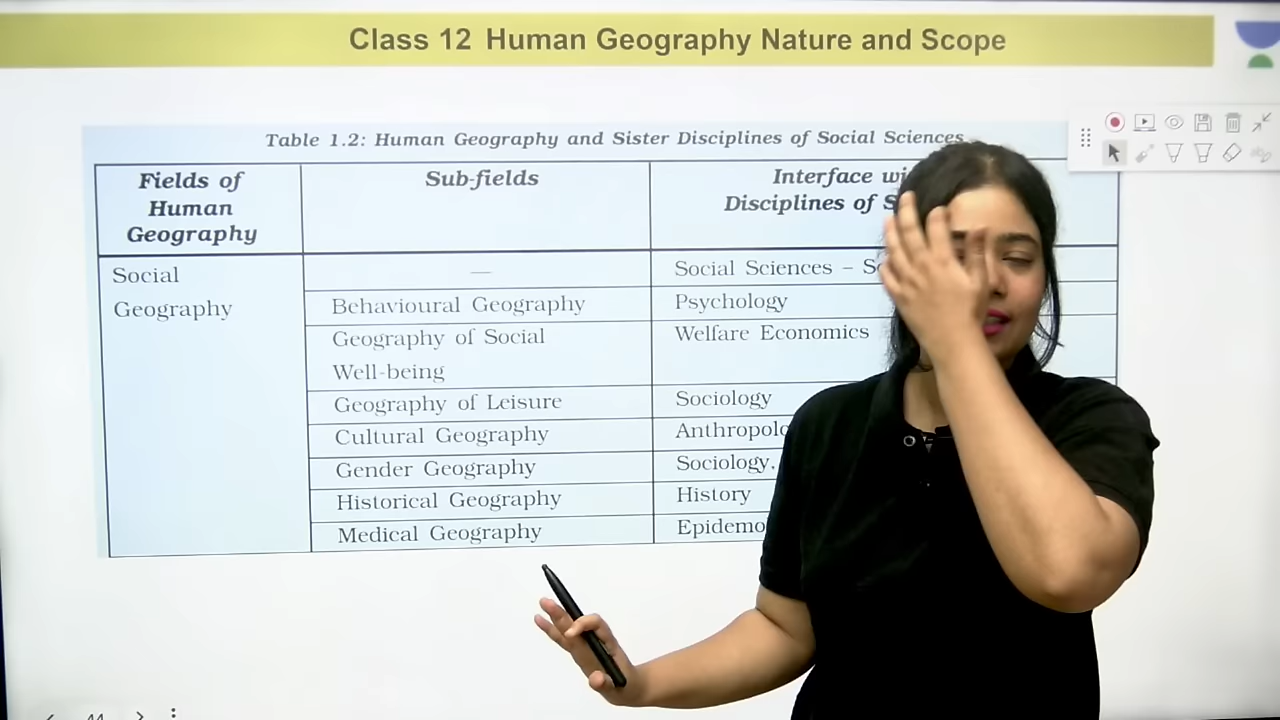 Class 12 Human Geography Nature and Scope
Table 1.2: Human Geography and Sister Disciplines of Social Sciences
Fields of
Human
Geography
Sub-fields
Interface
Disciplines of
Social
Geography
—
Social Sciences –
Behavioural Geography
Psychology
Geography of Social
Well-being
Welfare Economics
Geography of Leisure
Sociology
Cultural Geography
Gender Geography
Sociology,
Historical Geography
History
Medical Geography